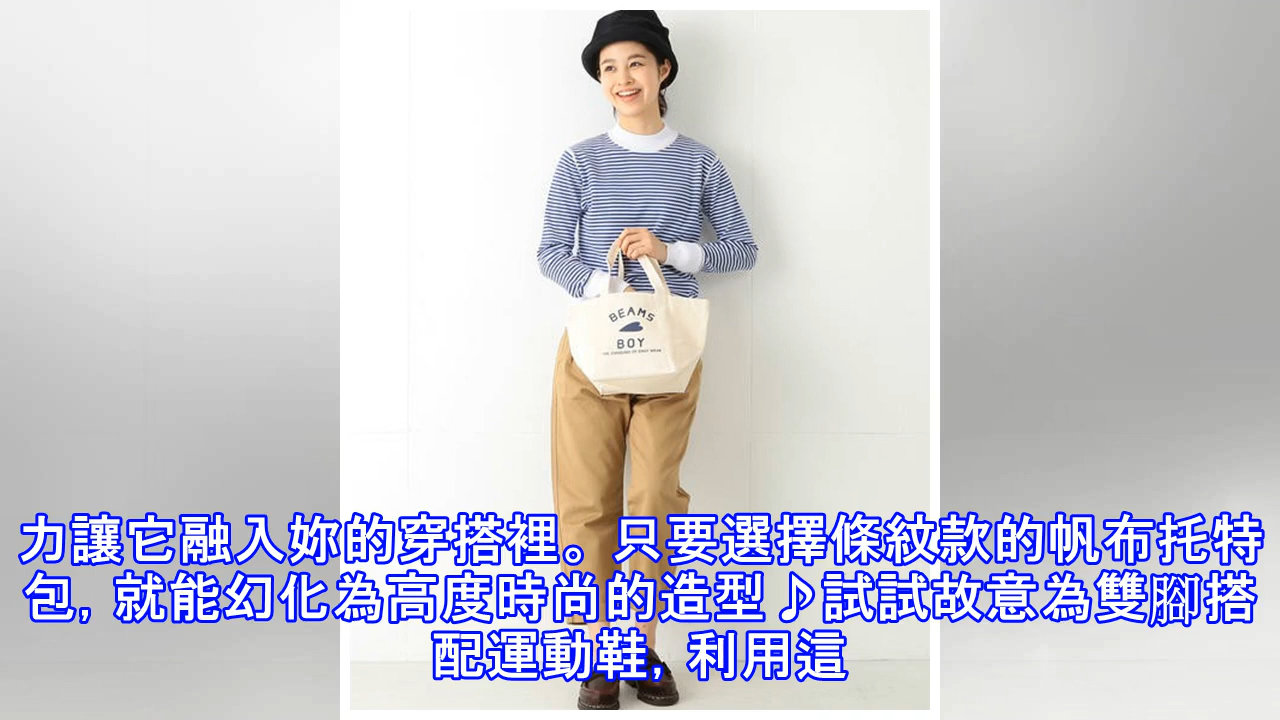 BEAMS
BOY
力讓它融入妳的穿搭裡。只要選擇條紋款的帆布托特
包, 就能幻化為高度時尚的造型♪試試故意為雙腳搭
配運動鞋, 利用這